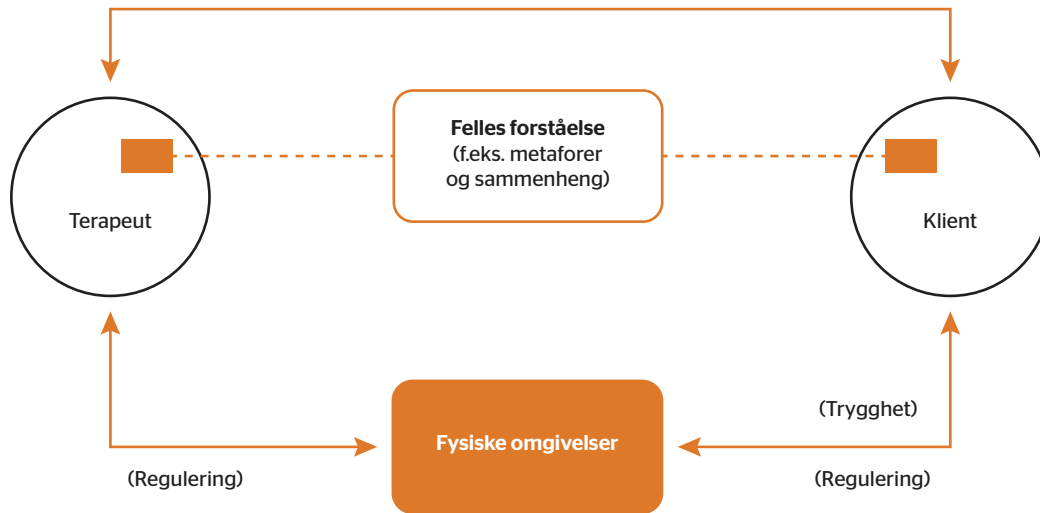 Felles forståelse
(f.eks. metaforer
og sammenheng)
Terapeut
Klient
(Trygghet)
Fysiske omgivelser
(Regulering)
(Regulering)